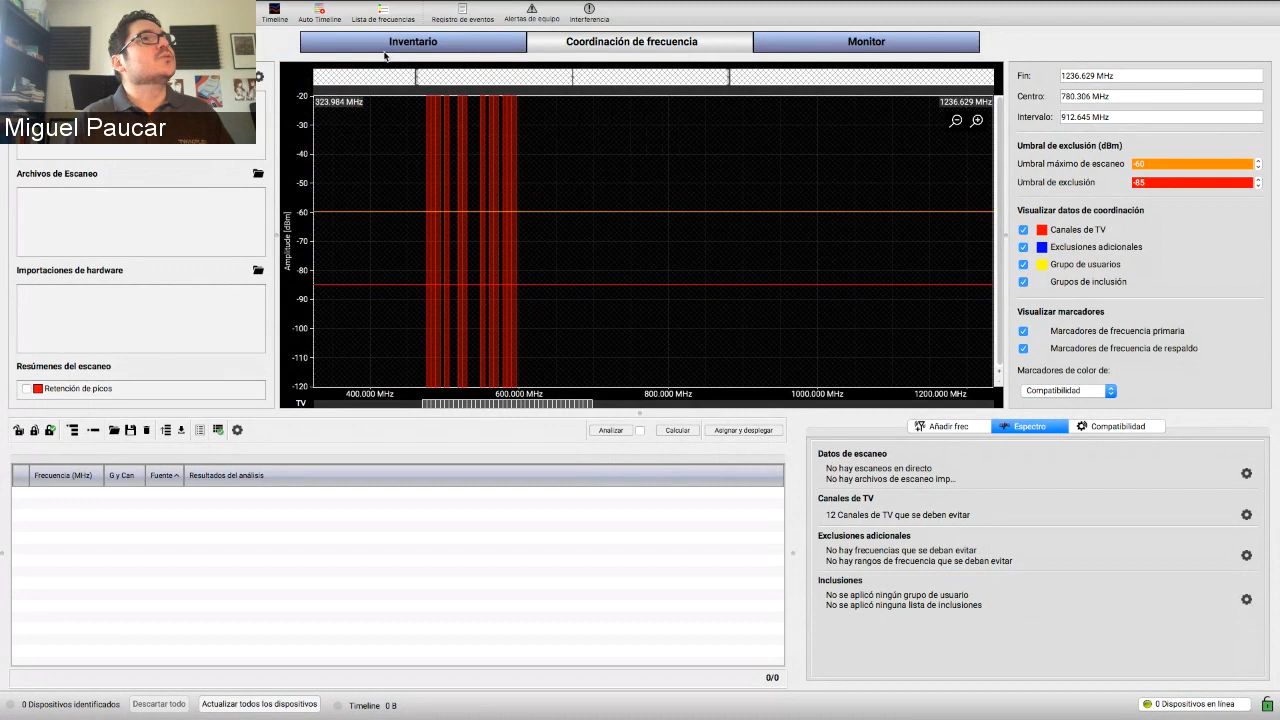 Timeline
Auto Timeline
Lista de frecuencias
Registro de eventos
Alertas de equipo
Interferencia
Inventario
Coordinación de frecuencia
Monitor
Miguel Paucar
Archivos de Escaneo
Importaciones de hardware
Resúmenes del escaneo
Retención de picos
323.984 MHz
1236.629 MHz
Amplitude [dBm]
-20
-30
-40
-50
-60
-70
-80
-90
-100
-110
-120
400.000 MHz
600.000 MHz
800.000 MHz
1000.000 MHz
1200.000 MHz
TV
Fin:
1236.629 MHz
Centro:
780.306 MHz
Intervalo:
912.645 MHz
Umbral de exclusión (dBm)
Umbral máximo de escaneo
-60
Umbral de exclusión
-85
Visualizar datos de coordinación
Canales de TV
Exclusiones adicionales
Grupo de usuarios
Grupos de inclusión
Visualizar marcadores
Marcadores de frecuencia primaria
Marcadores de frecuencia de respaldo
Marcadores de color de:
Compatibilidad
Analizar
Calcular
Asignar y desplegar
Frecuencia (MHz)
G y Can
Fuente
Resultados del análisis
0/0
Añadir frec
Espectro
Compatibilidad
Datos de escaneo
No hay escaneos en directo
No hay archivos de escaneo imp...
Canales de TV
12 Canales de TV que se deben evitar
Exclusiones adicionales
No hay frecuencias que se deban evitar
No hay rangos de frecuencia que se deban evitar
Inclusiones
No se aplicó ningún grupo de usuario
No se aplicó ninguna lista de inclusiones
0 Dispositivos identificados
Descartar todo
Actualizar todos los dispositivos
Timeline
0 B
0 Dispositivos en línea